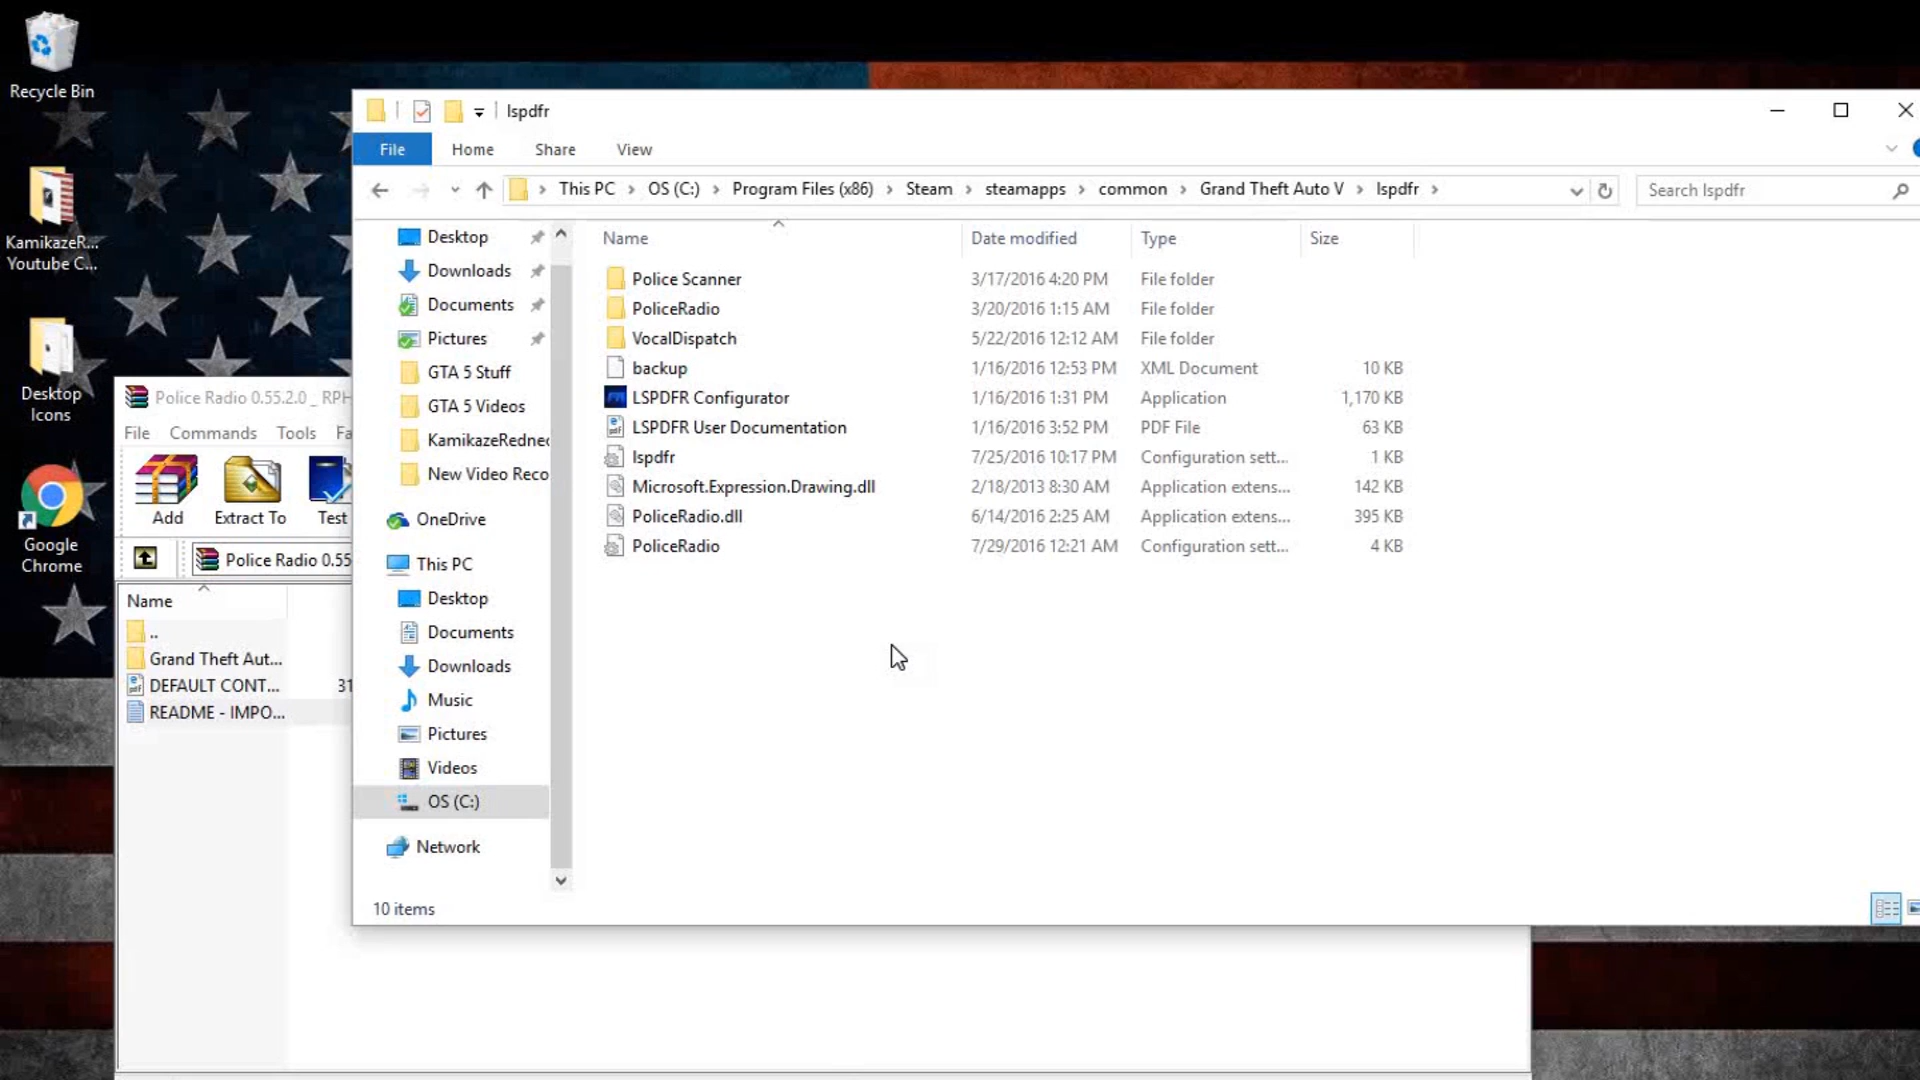 Recycle Bin
KamikazeR...
Youtube C...
Desktop
Icons
Google
Chrome
Police Radio 0.55.2.0 _ RPH
File Commands Tools Fa
Add Extract To Test
Police Radio 0.55
Name
..
Grand Theft Aut...
DEFAULT CONT... 31
README - IMPO...
lspdfr
File Home Share View
This PC OS (C:) Program Files (x86) Steam steamapps common Grand Theft Auto V lspdfr
Search lspdfr
Desktop
Downloads
Documents
Pictures
GTA 5 Stuff
GTA 5 Videos
KamikazeRednec
New Video Reco
OneDrive
This PC
Desktop
Documents
Downloads
Music
Pictures
Videos
OS (C:)
Network
Name Date modified Type Size
Police Scanner 3/17/2016 4:20 PM File folder
PoliceRadio 3/20/2016 1:15 AM File folder
VocalDispatch 5/22/2016 12:12 AM File folder
backup 1/16/2016 12:53 PM XML Document 10 KB
LSPDFR Configurator 1/16/2016 1:31 PM Application 1,170 KB
LSPDFR User Documentation 1/16/2016 3:52 PM PDF File 63 KB
lspdfr 7/25/2016 10:17 PM Configuration sett... 1 KB
Microsoft.Expression.Drawing.dll 2/18/2013 8:30 AM Application extens... 142 KB
PoliceRadio.dll 6/14/2016 2:25 AM Application extens... 395 KB
PoliceRadio 7/29/2016 12:21 AM Configuration sett... 4 KB
10 items